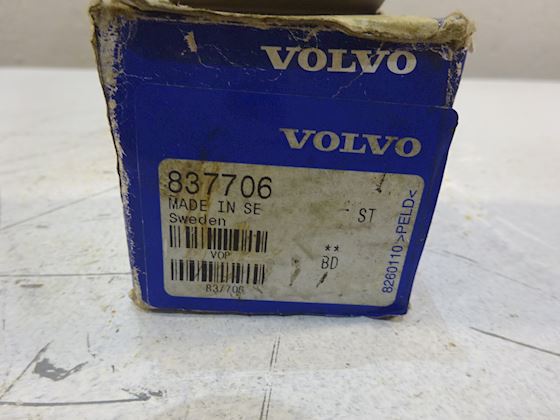 VOLVO
VOLVO
837706
MADE IN SE
ST
Sweden
**
VOP
BD
837706
8260110 >PELD<